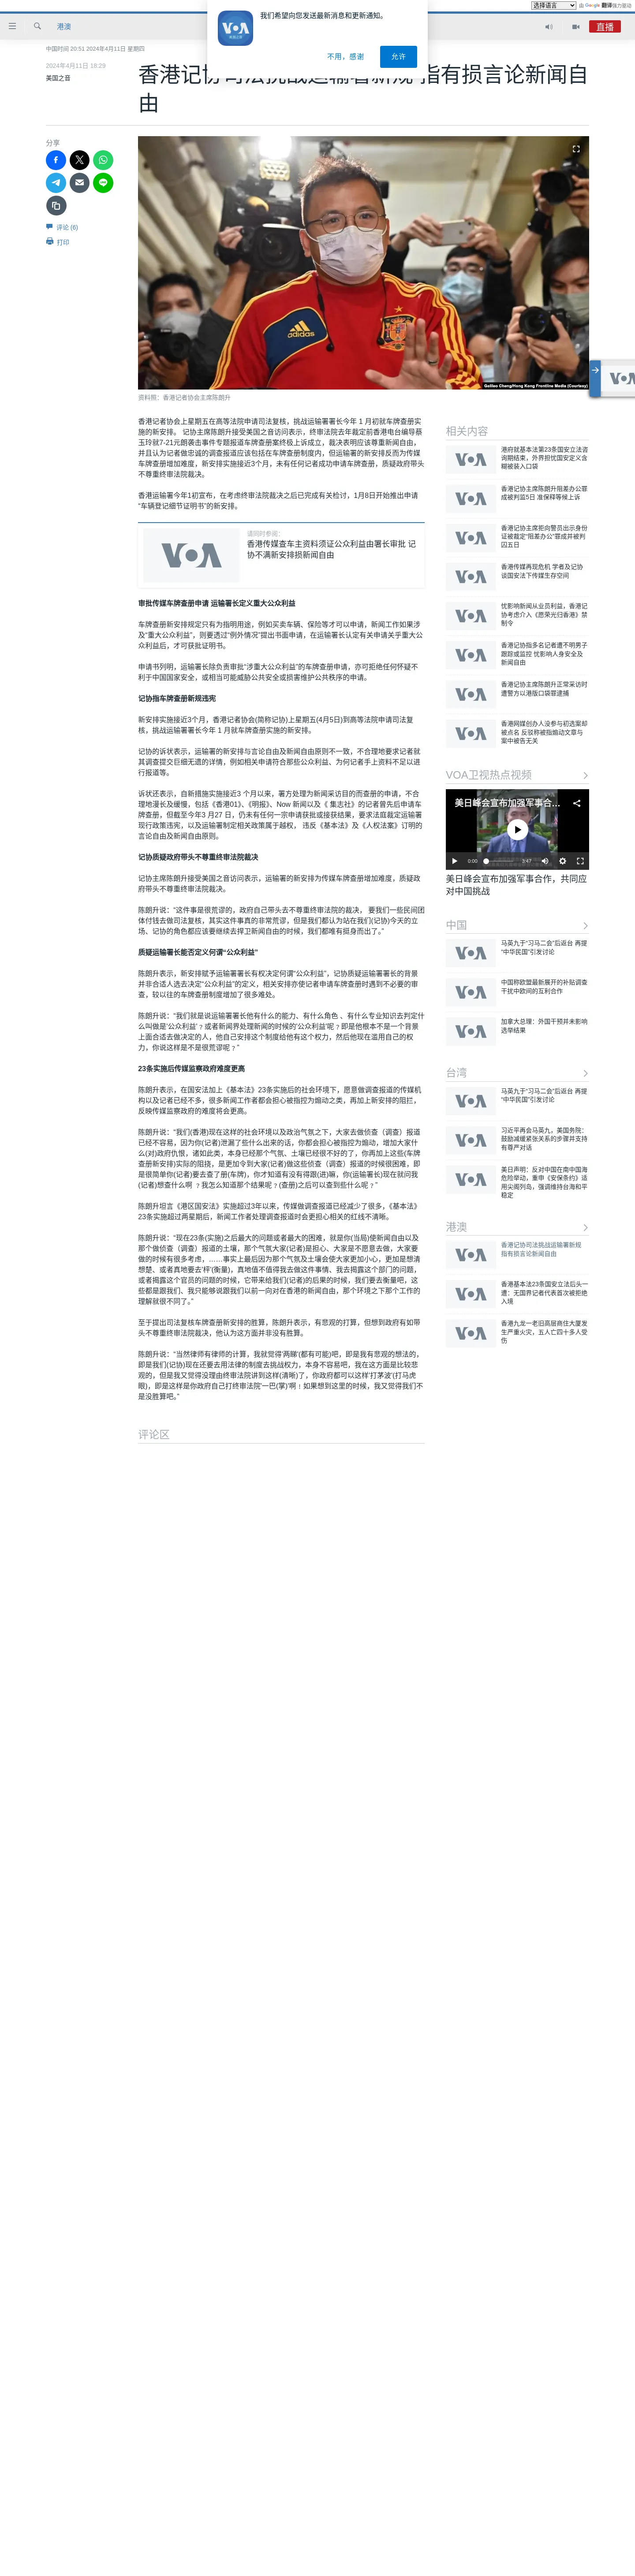 选择语言
由 Google 翻译强力驱动
VOA
我们希望向您发送最新消息和更新通知。
不用，感谢
允许
港澳
直播
中国时间 20:51 2024年4月11日 星期四
2024年4月11日 18:29
美国之音
香港记协司法挑战运输署新规 指有损言论新闻自
由
分享
评论 (6)
打印
adidas
Galileo Cheng/Hong Kong Frontline Media (Courtesy)
资料照：香港记者协会主席陈朗升
香港记者协会上星期五在高等法院申请司法复核，挑战运输署署长今年 1 月初就车牌查册实
施的新安排。 记协主席陈朗升接受美国之音访问表示，终审法院去年裁定前香港电台编导蔡
玉玲就7-21元朗袭击事件专题报道车牌查册案终极上诉成立，裁决表明应该尊重新闻自由，
并且认为记者做忠诚的调查报道应该包括在车牌查册制度内，但运输署的新安排反而为传媒
车牌查册增加难度，新安排实施接近3个月，未有任何记者成功申请车牌查册，质疑政府带头
不尊重终审法院裁决。
香港运输署今年1初宣布，在考虑终审法院裁决之后已完成有关检讨，1月8日开始推出申请
“车辆登记细节证明书”的新安排。
请同时参阅：
香港传媒查车主资料须证公众利益由署长审批 记
协不满新安排损新闻自由
审批传媒车牌查册申请 运输署长定义重大公众利益
车牌查册新安排规定只有为指明用途，例如买卖车辆、保险等才可以申请，新闻工作如果涉
及“重大公众利益”，则要透过“例外情况”提出书面申请，在运输署长认定有关申请关乎重大公
众利益后，才可获批证明书。
申请书列明，运输署长除负责审批“涉重大公众利益”的车牌查册申请，亦可拒绝任何怀疑不
利于中国国家安全，或相当可能威胁公共安全或损害维护公共秩序的申请。
记协指车牌查册新规违宪
新安排实施接近3个月，香港记者协会(简称记协)上星期五(4月5日)到高等法院申请司法复
核，挑战运输署署长今年 1 月就车牌查册实施的新安排。
记协的诉状表示，运输署的新安排与言论自由及新闻自由原则不一致，不合理地要求记者就
其调查提交巨细无遗的详情，例如相关申请符合那些公众利益、为何记者手上资料不足以进
行报道等。
诉状还表示，自新措施实施接近3 个月以来，署方处理为新闻采访目的而查册的申请，不合
理地漫长及缓慢，包括《香港01》、《明报》、Now 新闻以及《 集志社》的记者曾先后申请车
牌查册，但截至今年3 月27 日，仍未有任何一宗申请获批或接获结果，要求法庭裁定运输署
现行政策违宪，以及运输署制定相关政策属于越权， 违反《基本法》及《人权法案》订明的
言论自由及新闻自由原则。
记协质疑政府带头不尊重终审法院裁决
记协主席陈朗升接受美国之音访问表示，运输署的新安排为传媒车牌查册增加难度，质疑政
府带头不尊重终审法院裁决。
陈朗升说：“这件事是很荒谬的，政府自己带头去不尊重终审法院的裁决， 要我们一些民间团
体付钱去做司法复核，其实这件事真的非常荒谬，但是我们都认为站在我们(记协)今天的立
场、记协的角色都应该要继续去捍卫新闻自由的时候，我们都唯有挺身而出了。”
质疑运输署长能否定义何谓“公众利益”
陈朗升表示，新安排赋予运输署署长有权决定何谓“公众利益”，记协质疑运输署署长的背景
并非合适人选去决定“公众利益”的定义，相关安排亦使记者申请车牌查册时遇到不必要的审
查，较以往的车牌查册制度增加了很多难处。
陈朗升说：“我们就是说运输署署长他有什么的能力、有什么角色 、有什么专业知识去判定什
么叫做是‘公众利益’？或者新闻界处理新闻的时候的‘公众利益’呢？即是他根本不是一个背景
上面合适去做决定的人，他自己安排这个制度给他有这个权力，然后他现在滥用自己的权
力，你说这样是不是很荒谬呢？”
23条实施后传媒监察政府难度更高
陈朗升表示，在国安法加上《基本法》23条实施后的社会环境下，愿意做调查报道的传媒机
构以及记者已经不多，很多新闻工作者都会担心被指控为煽动之类，再加上新安排的阻拦，
反映传媒监察政府的难度将会更高。
陈朗升说：“我们(香港)现在这样的社会环境以及政治气氛之下，大家去做侦查（调查）报道
已经不容易，因为你(记者)泄漏了些什么出来的话，你都会担心被指控为煽动，增加大家什
么(对)政府仇恨，诸如此类，本身已经那个气氛、土壤已经很不好的了，你再加上这些(车牌
查册新安排)实际的阻挠，是更加令到大家(记者)做这些侦查（调查）报道的时候很困难，即
是很简单你(记者)要去查了册(车牌)，你才知道有没有得跟(进)嘛，你(运输署长)现在就问我
(记者)想查什么啊 ？我怎么知道那个结果呢？(查册)之后可以查到些什么呢？”
陈朗升坦言《港区国安法》实施超过3年以来，传媒做调查报道已经减少了很多，《基本法》
23条实施超过两星期后，新闻工作者处理调查报道时会更担心相关的红线不清晰。
陈朗升说：“现在23条(实施)之后最大的问题或者最大的困难，就是你(当局)使新闻自由以及
那个做侦查（调查）报道的土壤，那个气氛大家(记者)是担心、大家是不愿意去做，大家要
做的时候有很多考虑，……事实上最后因为这个气氛及土壤会使大家更加小心，更加是想清
想楚、或者真地要去‘枰’(衡量)，真地值不值得我去做这件事情、我去揭露这个部门的问题，
或者揭露这个官员的问题的时候，它带来给我们(记者)的后果的时候，我们要去衡量吧，这
些都是跟我们、我只能够说跟我们以前一向对在香港的新闻自由，那个环境之下那个工作的
理解就很不同了。”
至于提出司法复核车牌查册新安排的胜算，陈朗升表示，有悲观的打算，但想到政府有如带
头不尊重终审法院裁决，他认为这方面并非没有胜算。
陈朗升说：“当然律师有律师的计算，我就觉得‘两睇’(都有可能)吧，即是我有悲观的想法的，
即是我们(记协)现在还要去用法律的制度去挑战权力，本身不容易吧，我在这方面是比较悲
观的，但是我又觉得没理由终审法院讲到这样(清晰)了，你政府都可以这样‘打茅波’(打马虎
眼)，即是这样是你政府自己打终审法院‘一巴(掌)’啊！如果想到这里的时候，我又觉得我们不
是没胜算吧。”
评论区
相关内容
港府就基本法第23条国安立法咨
询期结束，外界担忧国安定义含
糊被装入口袋
香港记协主席陈朗升阻差办公罪
成被判监5日 准保释等候上诉
香港记协主席拒向警员出示身份
证被裁定“阻差办公”罪成并被判
囚五日
香港传媒再现危机 学者及记协
谈国安法下传媒生存空间
忧影响新闻从业员利益，香港记
协考虑介入《愿荣光归香港》禁
制令
香港记协指多名记者遭不明男子
跟踪或监控 忧影响人身安全及
新闻自由
香港记协主席陈朗升正常采访时
遭警方以港版口袋罪逮捕
香港网媒创办人没参与初选案却
被点名 反驳称被指煽动文章与
案中被告无关
VOA卫视热点视频
美日峰会宣布加强军事合…
0:00
3:47
美日峰会宣布加强军事合作，共同应
对中国挑战
中国
马英九于“习马二会”后返台 再提
“中华民国”引发讨论
中国称欧盟最新展开的补贴调查
干扰中欧间的互利合作
加拿大总理：外国干预并未影响
选举结果
台湾
马英九于“习马二会”后返台 再提
“中华民国”引发讨论
习近平再会马英九，美国务院：
鼓励减缓紧张关系的步骤并支持
有尊严对话
美日声明：反对中国在南中国海
危险举动，重申《安保条约》适
用尖阁列岛，强调维持台海和平
稳定
港澳
香港记协司法挑战运输署新规
指有损言论新闻自由
香港基本法23条国安立法后头一
遭：无国界记者代表首次被拒绝
入境
香港九龙一老旧高层商住大厦发
生严重火灾，五人亡四十多人受
伤